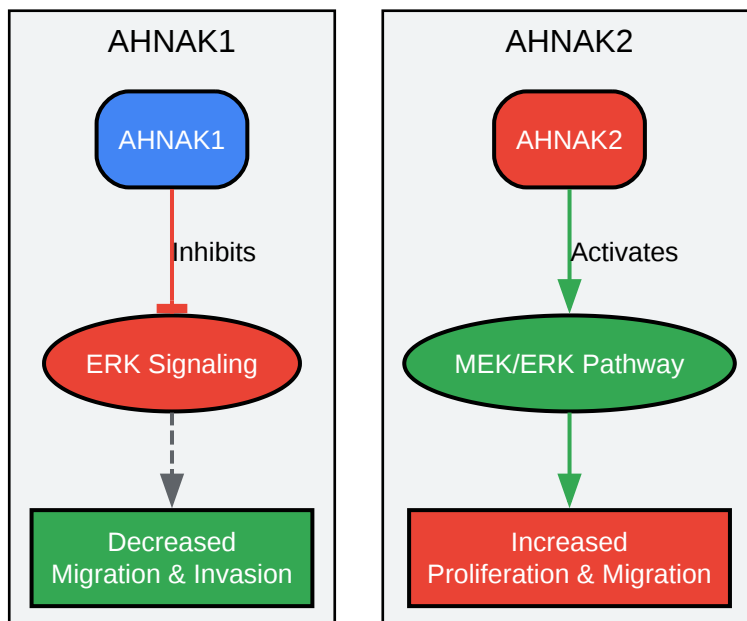 AHNAK1
AHNAK1
Inhibits
ERK Signaling
Decreased
Migration & Invasion
AHNAK2
AHNAK2
Activates
MEK/ERK Pathway
Increased
Proliferation & Migration